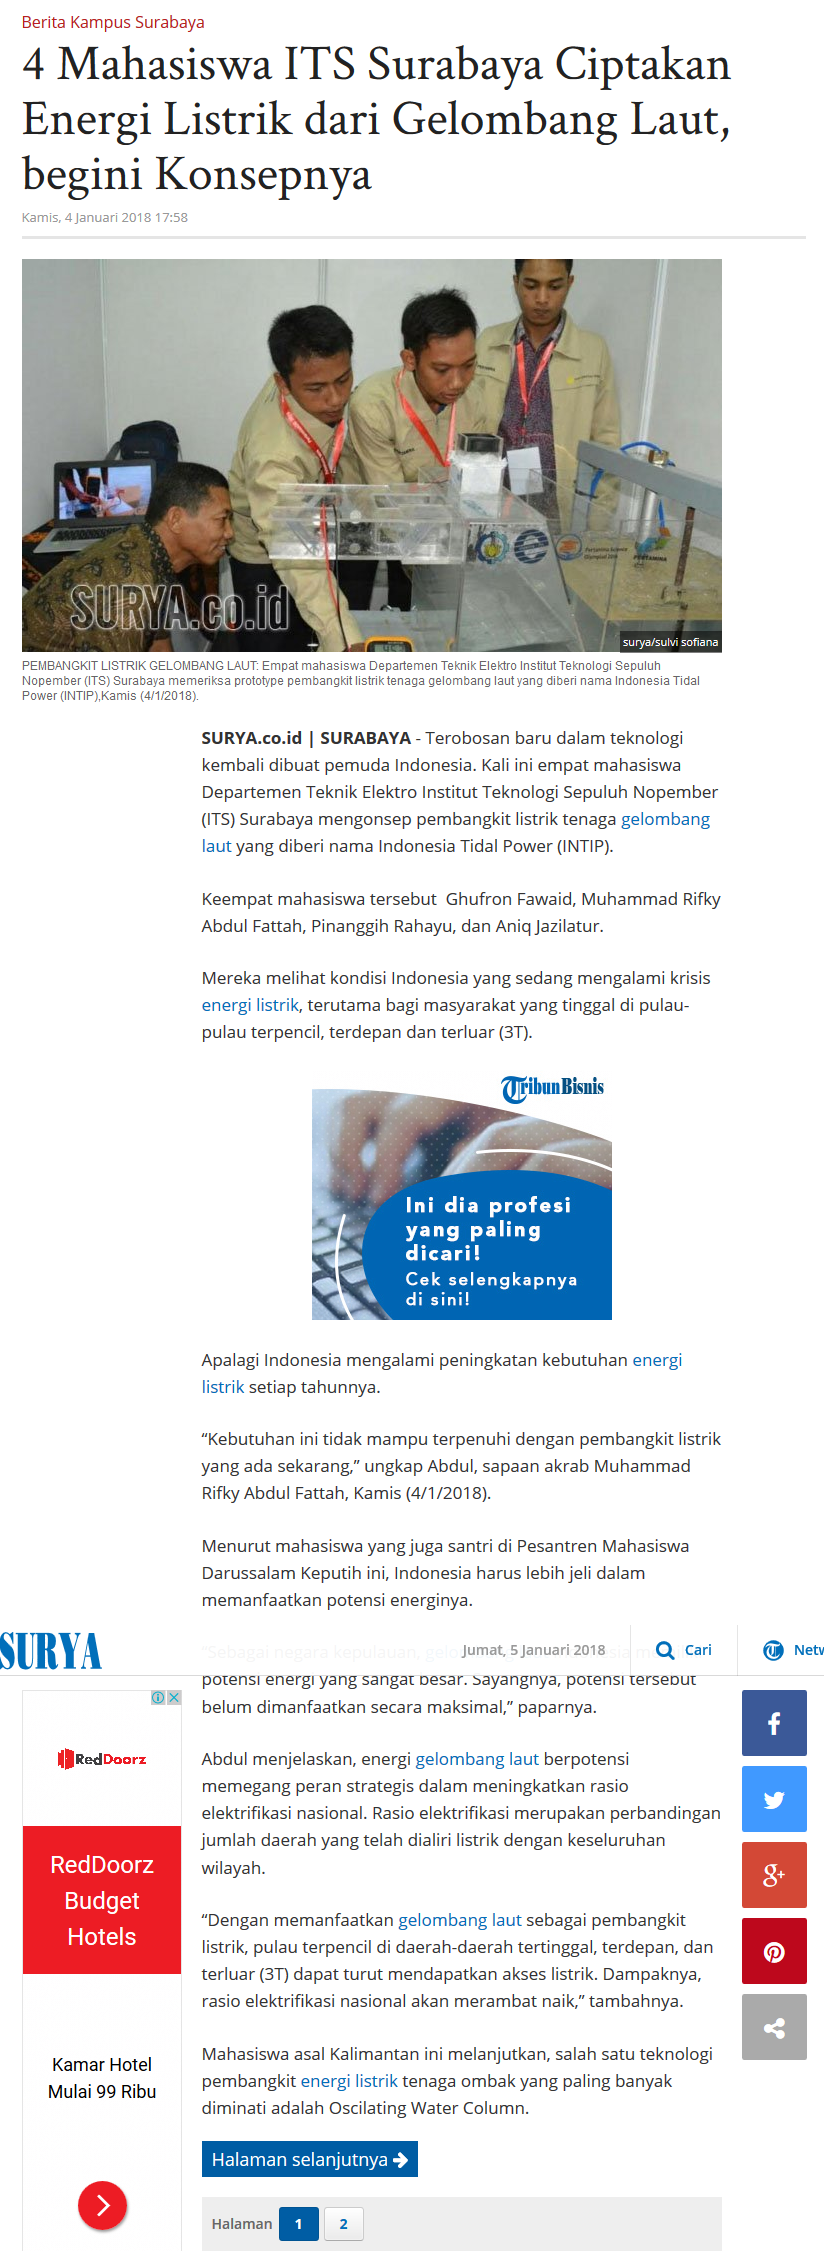 Berita Kampus Surabaya
4 Mahasiswa ITS Surabaya Ciptakan
Energi Listrik dari Gelombang Laut,
begini Konsepnya
Kamis, 4 Januari 2018 17:58
Pertamina Science
PERTAMINA
SURYA.co.id
surya/sulvi sofiana
PEMBANGKIT LISTRIK GELOMBANG LAUT: Empat mahasiswa Departemen Teknik Elektro Institut Teknologi Sepuluh
Nopember (ITS) Surabaya memeriksa prototype pembangkit listrik tenaga gelombang laut yang diberi nama Indonesia Tidal
Power (INTIP),Kamis (4/1/2018).
SURYA.co.id | SURABAYA - Terobosan baru dalam teknologi
kembali dibuat pemuda Indonesia. Kali ini empat mahasiswa
Departemen Teknik Elektro Institut Teknologi Sepuluh Nopember
(ITS) Surabaya mengonsep pembangkit listrik tenaga gelombang
laut yang diberi nama Indonesia Tidal Power (INTIP).
Keempat mahasiswa tersebut  Ghufron Fawaid, Muhammad Rifky
Abdul Fattah, Pinanggih Rahayu, dan Aniq Jazilatur.
Mereka melihat kondisi Indonesia yang sedang mengalami krisis
energi listrik, terutama bagi masyarakat yang tinggal di pulau-
pulau terpencil, terdepan dan terluar (3T).
TribunBisnis
Ini dia profesi
yang paling
dicari!
Cek selengkapnya
di sini!
Apalagi Indonesia mengalami peningkatan kebutuhan energi
listrik setiap tahunnya.
“Kebutuhan ini tidak mampu terpenuhi dengan pembangkit listrik
yang ada sekarang,” ungkap Abdul, sapaan akrab Muhammad
Rifky Abdul Fattah, Kamis (4/1/2018).
Menurut mahasiswa yang juga santri di Pesantren Mahasiswa
Darussalam Keputih ini, Indonesia harus lebih jeli dalam
memanfaatkan potensi energinya.
SURYA
Jumat, 5 Januari 2018
Cari
Netw
“Sebagai negara kepulauan,
potensi energi yang sangat besar. Sayangnya, potensi tersebut
belum dimanfaatkan secara maksimal,” paparnya.
Abdul menjelaskan, energi gelombang laut berpotensi
memegang peran strategis dalam meningkatkan rasio
elektrifikasi nasional. Rasio elektrifikasi merupakan perbandingan
jumlah daerah yang telah dialiri listrik dengan keseluruhan
wilayah.
“Dengan memanfaatkan gelombang laut sebagai pembangkit
listrik, pulau terpencil di daerah-daerah tertinggal, terdepan, dan
terluar (3T) dapat turut mendapatkan akses listrik. Dampaknya,
rasio elektrifikasi nasional akan merambat naik,” tambahnya.
Mahasiswa asal Kalimantan ini melanjutkan, salah satu teknologi
pembangkit energi listrik tenaga ombak yang paling banyak
diminati adalah Oscilating Water Column.
RedDoorz
RedDoorz
Budget
Hotels
Kamar Hotel
Mulai 99 Ribu
Halaman selanjutnya
Halaman 1 2